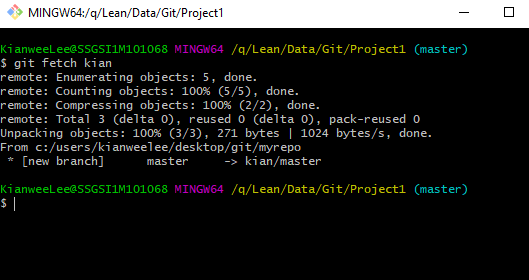 MINGW64:/q/Lean/Data/Git/Project1
KianweeLee@SSGSI1M101068 MINGW64 /q/Lean/Data/Git/Project1 (master)
$ git fetch kian
remote: Enumerating objects: 5, done.
remote: Counting objects: 100% (5/5), done.
remote: Compressing objects: 100% (2/2), done.
remote: Total 3 (delta 0), reused 0 (delta 0), pack-reused 0
Unpacking objects: 100% (3/3), 271 bytes | 1024 bytes/s, done.
From c:/users/kianweelee/desktop/git/myrepo
 * [new branch]      master     -> kian/master
KianweeLee@SSGSI1M101068 MINGW64 /q/Lean/Data/Git/Project1 (master)
$